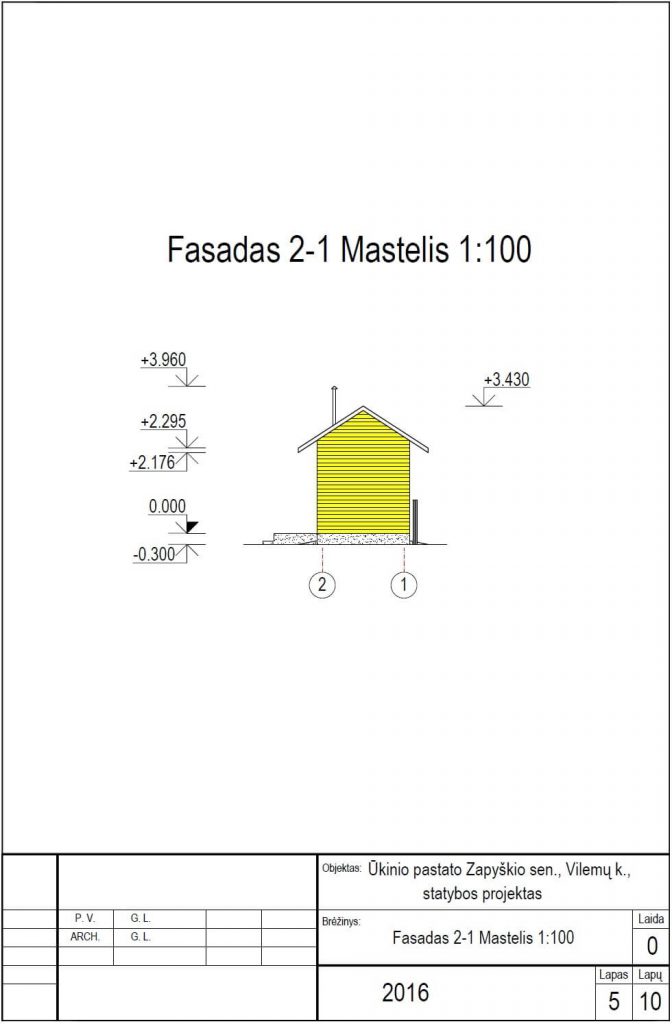 Fasadas 2-1 Mastelis 1:100
+3.960
+3.430
+2.295
+2.176
0.000
-0.300
2 1
Objektas: Ūkinio pastato Zapyškio sen., Vilemų k.,
statybos projektas
P. V. G. L.
ARCH. G. L.
Brėžinys:
Fasadas 2-1 Mastelis 1:100
Laida
0
2016
Lapas Lapų
5 10